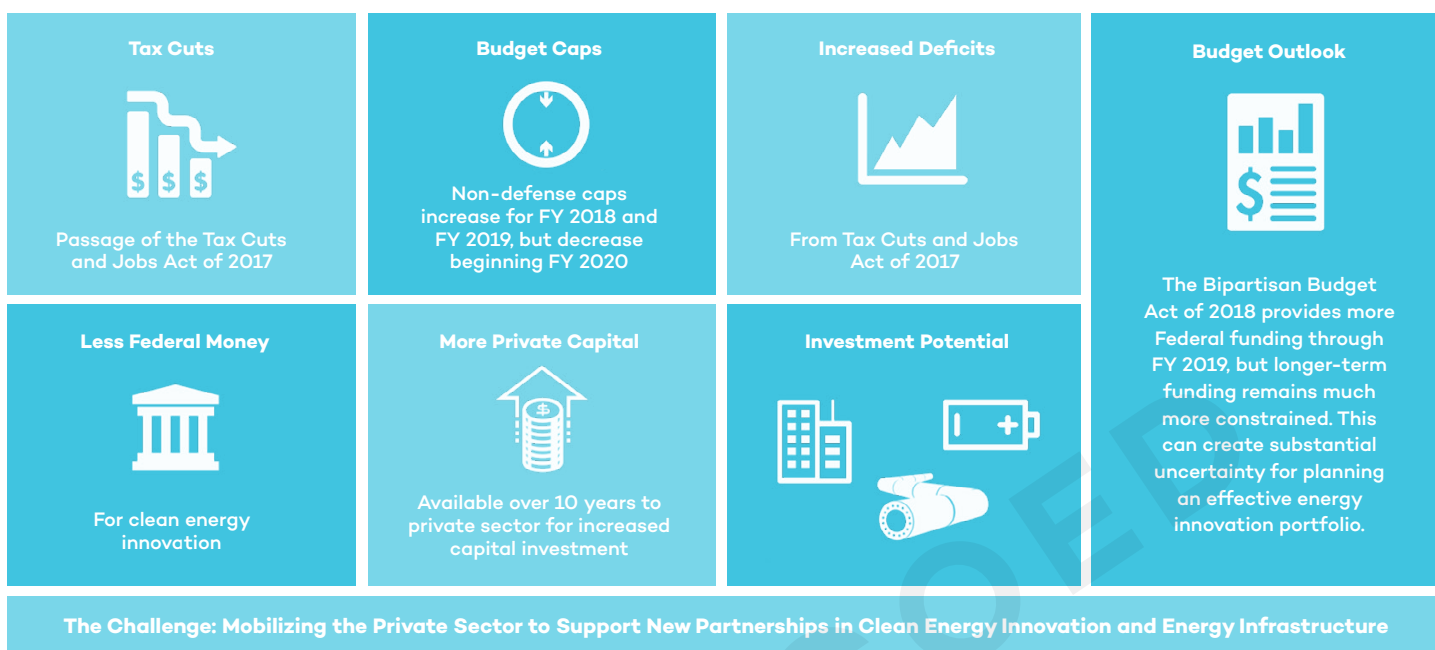 Tax Cuts
$ $ $
Passage of the Tax Cuts
and Jobs Act of 2017
Budget Caps
Non-defense caps
increase for FY 2018 and
FY 2019, but decrease
beginning FY 2020
Increased Deficits
From Tax Cuts and Jobs
Act of 2017
Budget Outlook
$
The Bipartisan Budget
Act of 2018 provides more
Federal funding through
FY 2019, but longer-term
funding remains much
more constrained. This
can create substantial
uncertainty for planning
an effective energy
innovation portfolio.
Less Federal Money
For clean energy
innovation
More Private Capital
$
Available over 10 years to
private sector for increased
capital investment
Investment Potential
+
The Challenge: Mobilizing the Private Sector to Support New Partnerships in Clean Energy Innovation and Energy Infrastructure